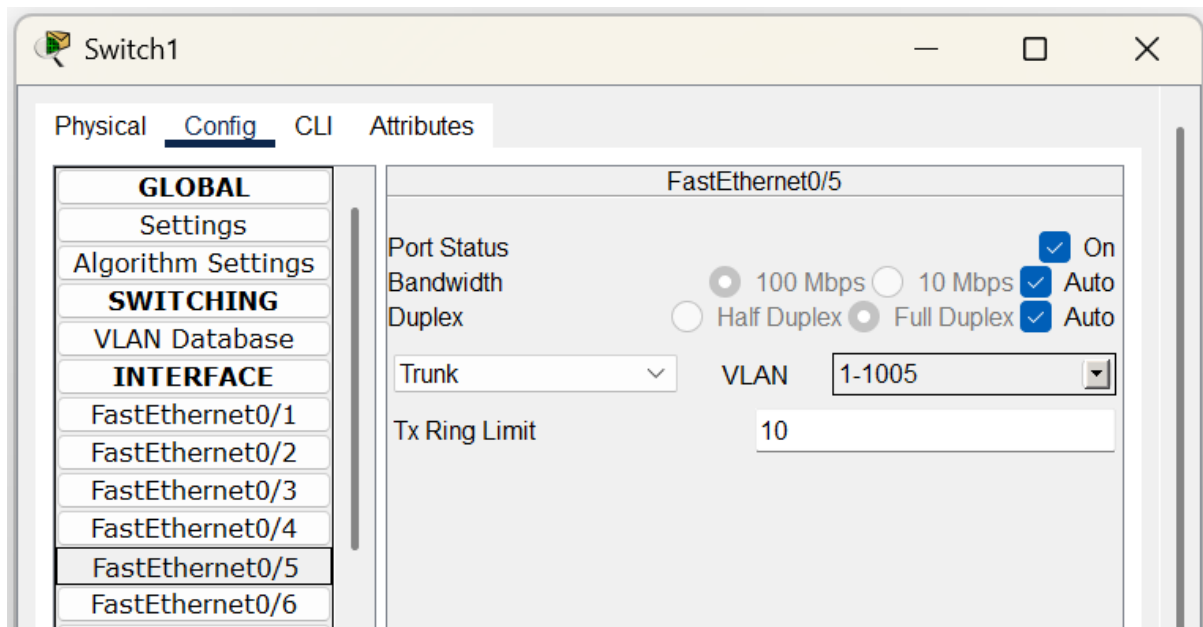 Switch1
Physical Config CLI Attributes
GLOBAL
Settings
Algorithm Settings
SWITCHING
VLAN Database
INTERFACE
FastEthernet0/1
FastEthernet0/2
FastEthernet0/3
FastEthernet0/4
FastEthernet0/5
FastEthernet0/6
FastEthernet0/5
Port Status On
Bandwidth 100 Mbps 10 Mbps Auto
Duplex Half Duplex Full Duplex Auto
Trunk VLAN 1-1005
Tx Ring Limit 10